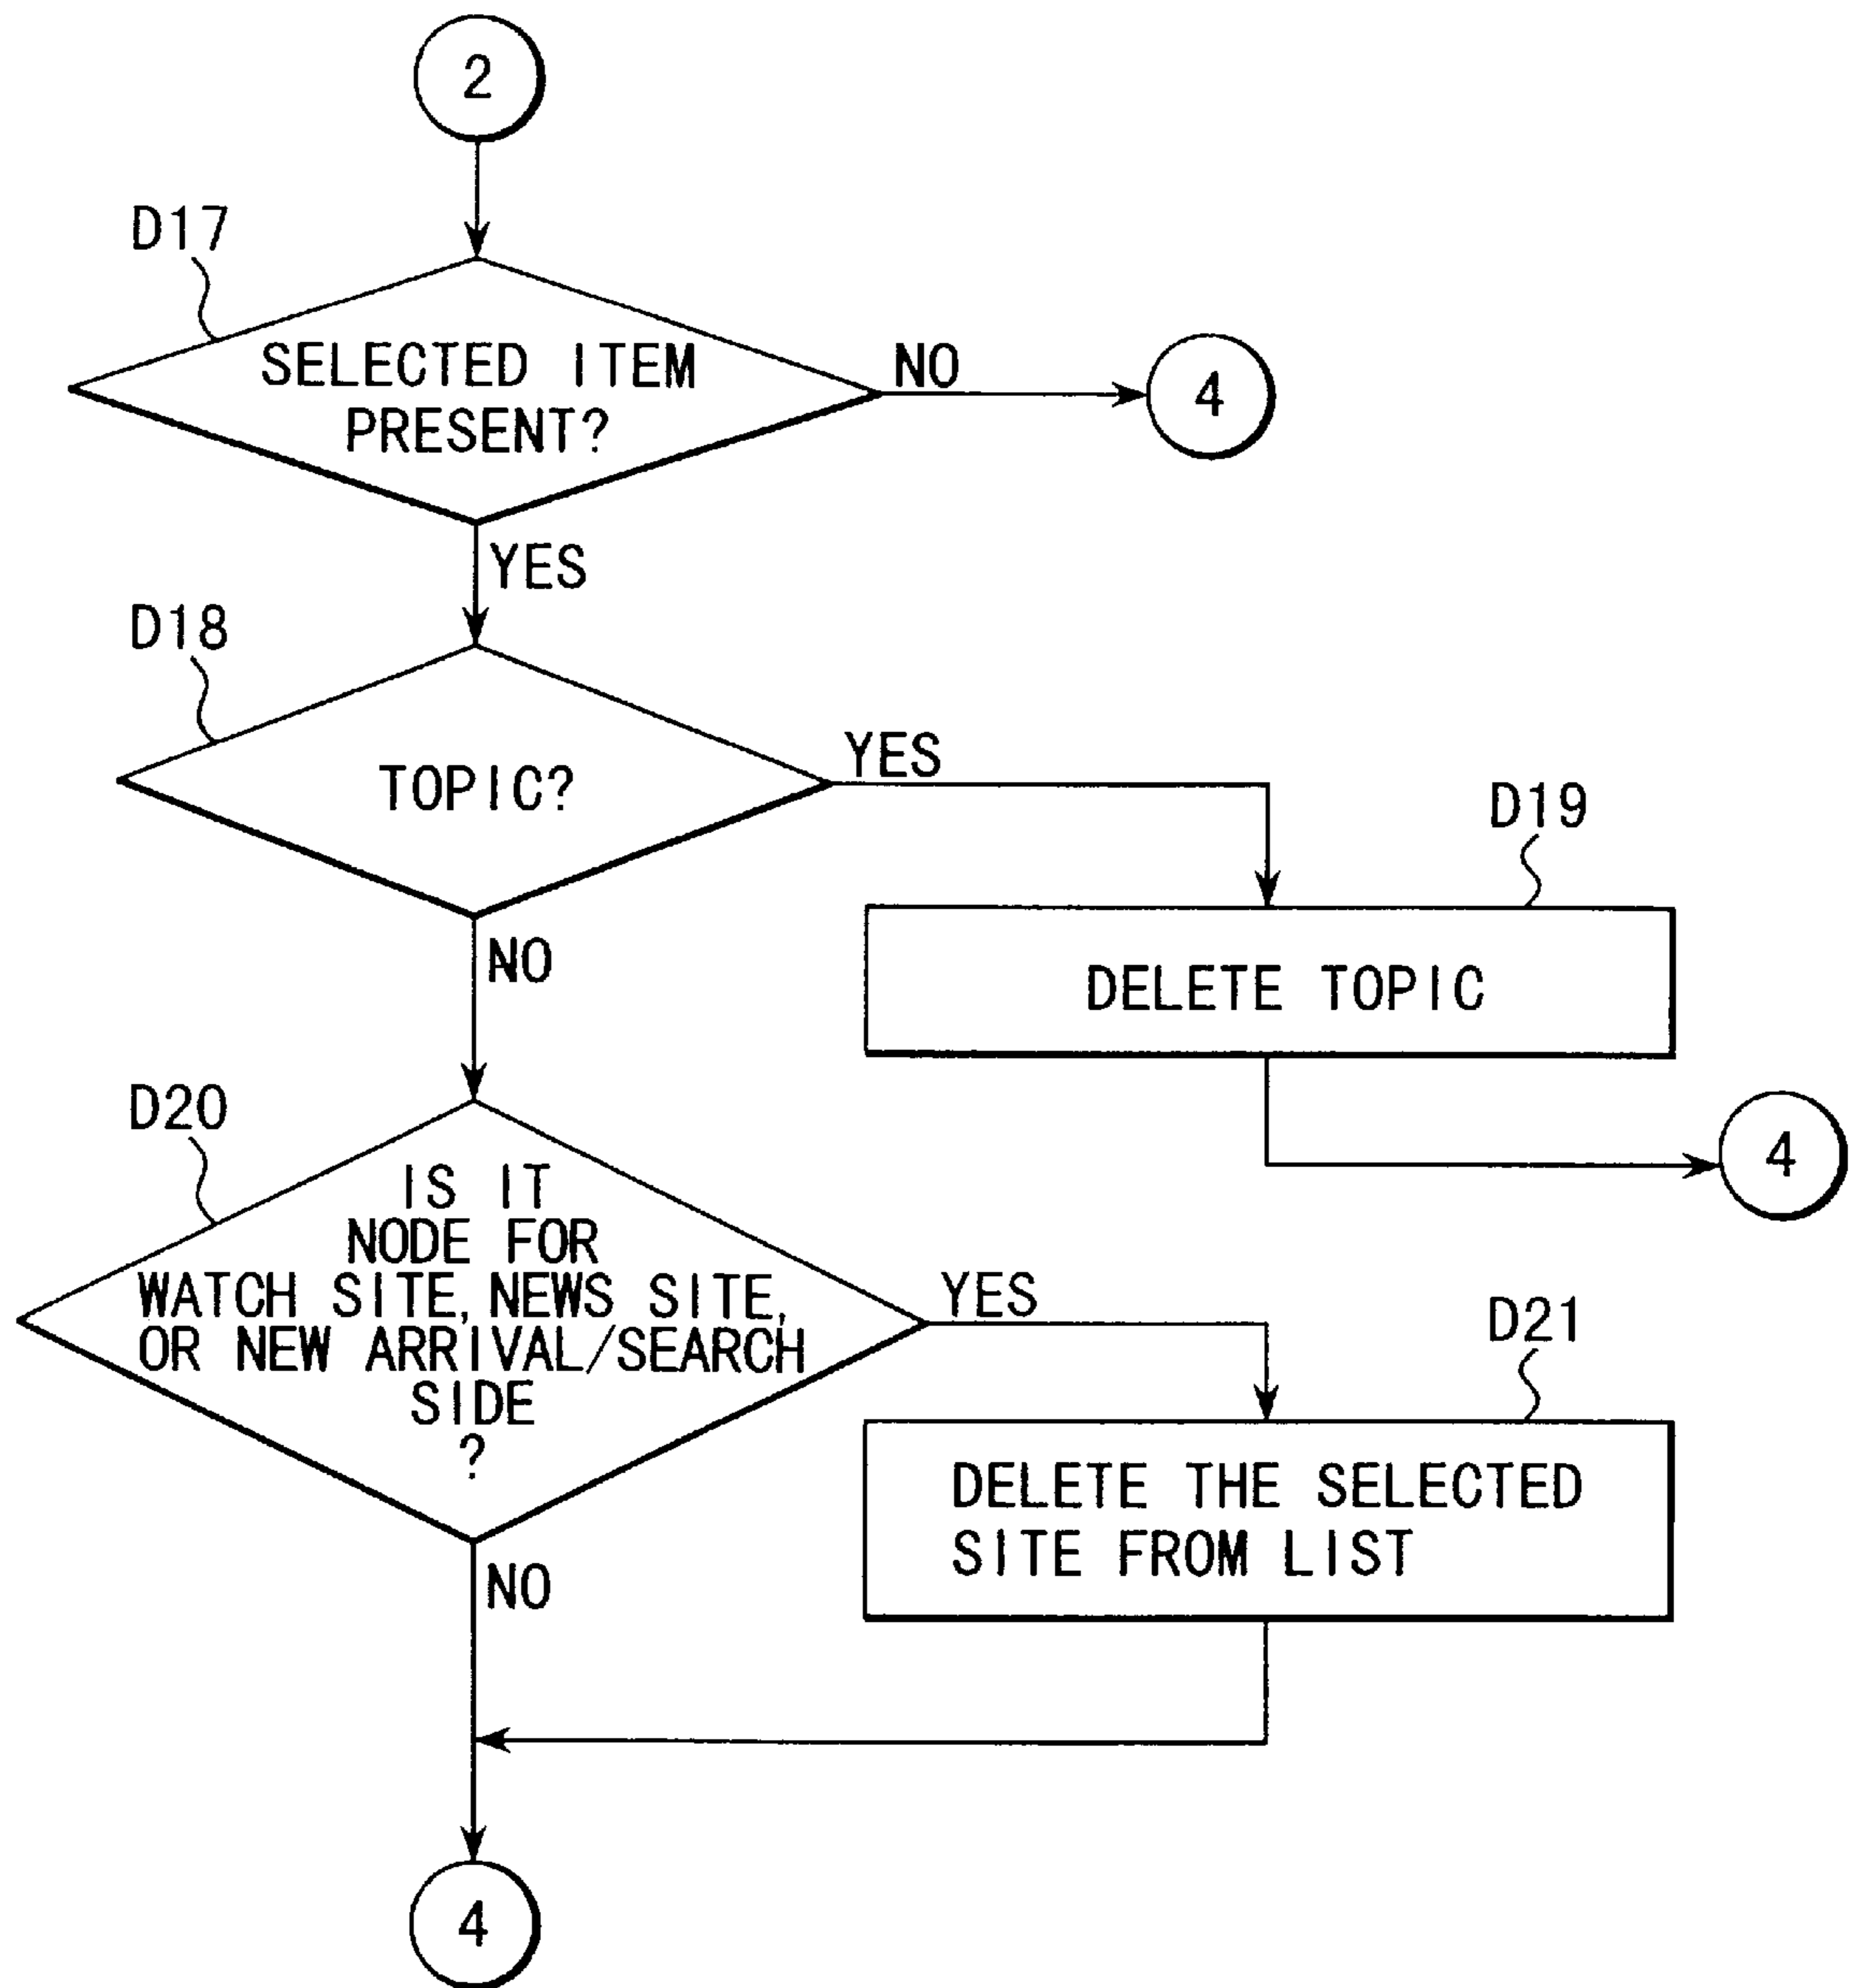 2
D17
SELECTED ITEM
PRESENT?
NO
4
YES
D18
TOPIC?
YES
D19
DELETE TOPIC
4
NO
D20
IS IT
NODE FOR
WATCH SITE, NEWS SITE,
OR NEW ARRIVAL/SEARCH
SIDE
?
YES
D21
DELETE THE SELECTED
SITE FROM LIST
NO
4